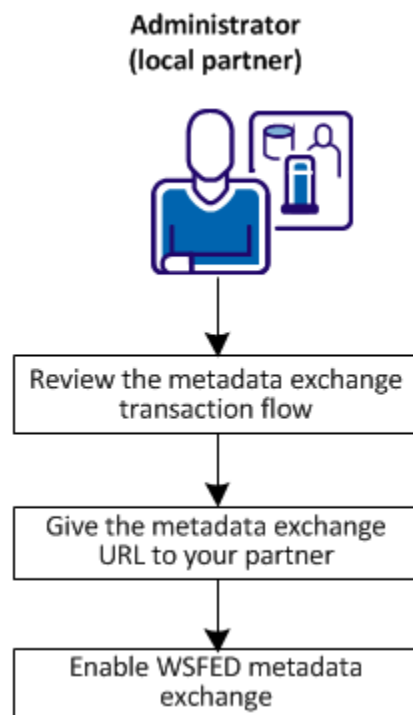 Administrator
(local partner)
Review the metadata exchange
transaction flow
Give the metadata exchange
URL to your partner
Enable WSFED metadata
exchange